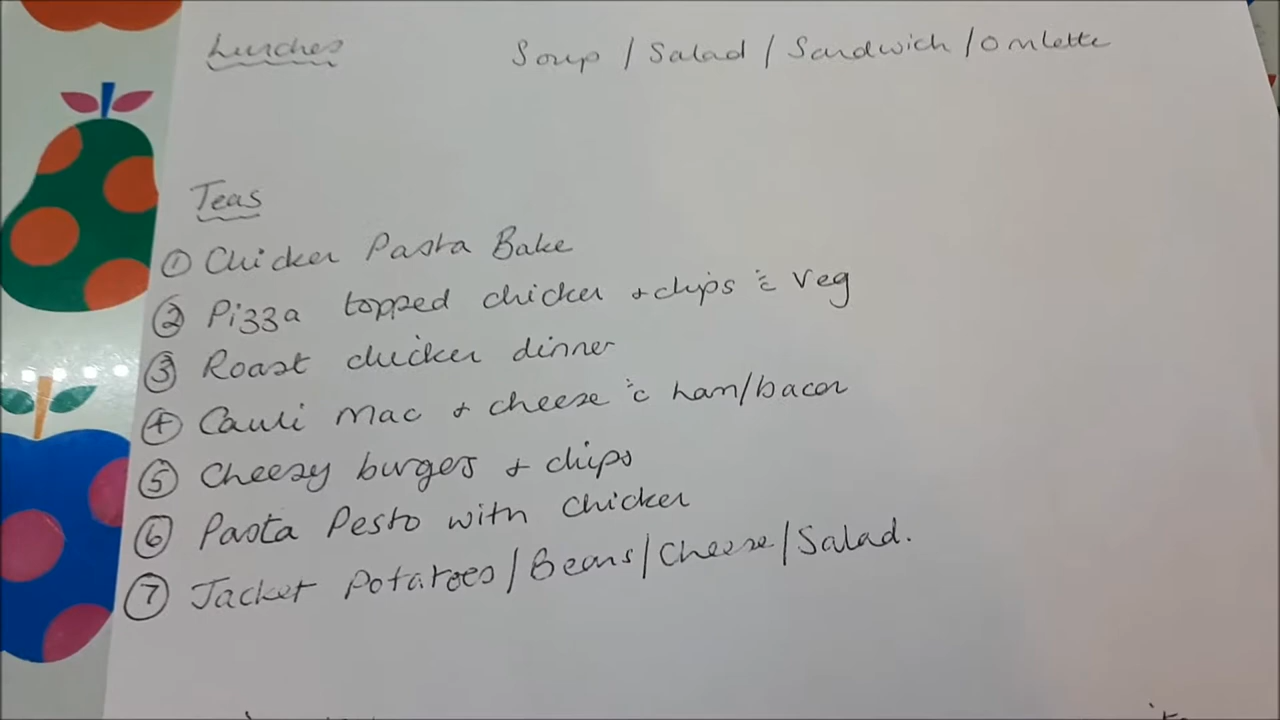 Lunches Soup / Salad / Sandwich / Omlette
Teas
① Chicken Pasta Bake
② Pizza topped chicken + chips c̄ veg
③ Roast chicken dinner
④ Cauli Mac + cheese c̄ ham/bacon
⑤ Cheesy burgers + chips
⑥ Pasta Pesto with chicken
⑦ Jacket Potatoes/Beans/Cheese/Salad.